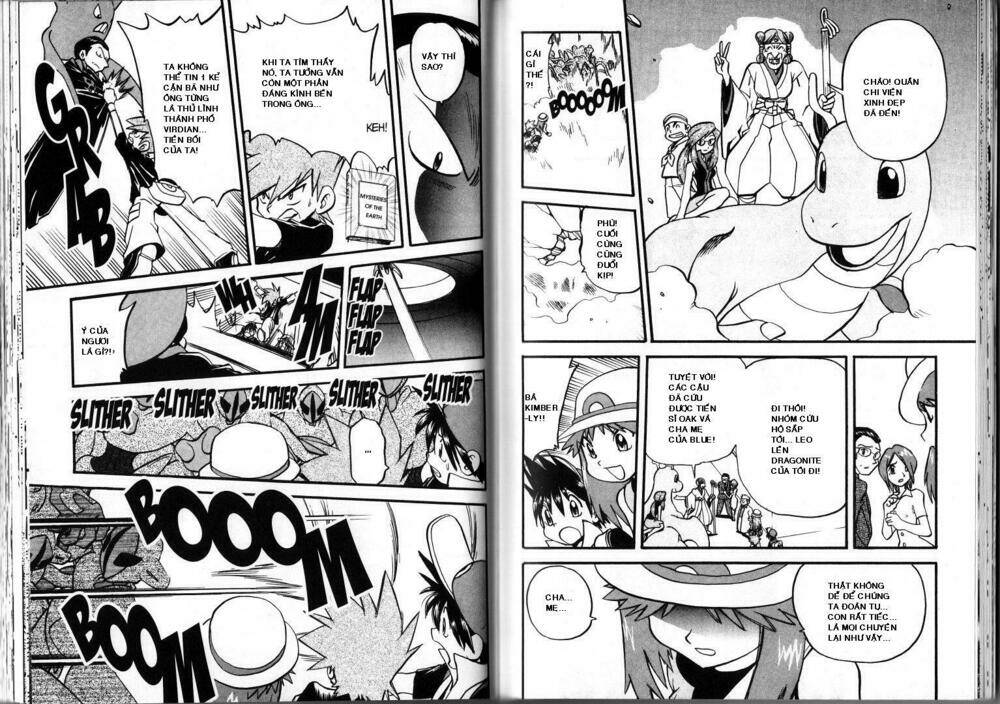 CHÀO! QUÂN
CHI VIỆN
XINH ĐẸP
ĐÃ ĐẾN!
CÁI
GÌ
THẾ
?!
BOOOOOOM
PHÙ!
CUỐI
CÙNG
ĐUỔI
KỊP!
ĐI THÔI!
NHÓM CỨU
HỘ SẮP
TỚI... LEO
LÊN
DRAGONITE
CỦA TÔI ĐI!
TUYỆT VỜI!
CÁC CẬU
ĐÃ CỨU
ĐƯỢC TIẾN
SĨ OAK VÀ
CHA MẸ
CỦA BLUE!
BÀ
KIMBER
-LY!!
THẬT KHÔNG
DỄ ĐỂ CHÚNG
TA ĐOÀN TỤ...
CON RẤT TIẾC...
LÀ MỌI CHUYỆN
LẠI NHƯ VẬY...
CHA...
MẸ...
VẬY THÌ
SAO?
KHI TA TÌM THẤY
NÓ, TA TƯỞNG VẪN
CÒN MỘT PHẦN
ĐÁNG KÍNH BÊN
TRONG ÔNG...
KEH!
MYSTERIES
OF THE
EARTH
TA KHÔNG
THỂ TIN 1 KẺ
CẶN BÃ NHƯ
ÔNG TỪNG
LÀ THỦ LĨNH
THÀNH PHỐ
VIRDIAN...
TIỀN BỐI
CỦA TA!
GRAB
FLAP
FLAP
FLAP
WHAM
Ý CỦA
NGƯƠI
LÀ GÌ?!
SLITHER
SLITHER
SLITHER
SLITHER
SLITHER
...
BOOOM
BOOM